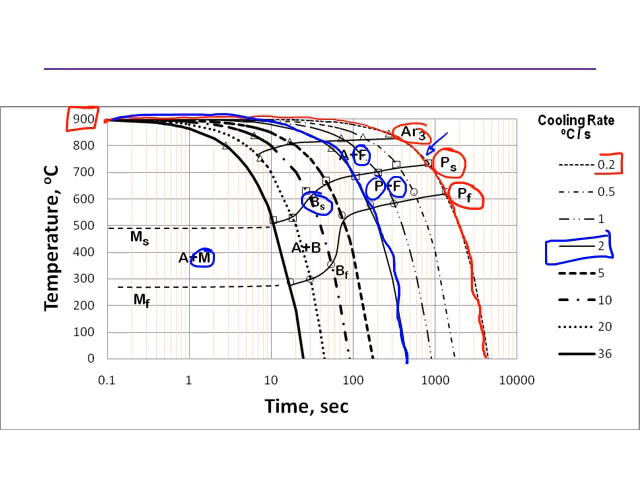 Cooling Rate
ºC / s
0.2
0.5
1
2
5
10
20
36
Temperature, ºC
900
800
700
600
500
400
300
200
100
0
Ar3
A+F
Ps
P+F
Pf
Bs
Ms
A+B
A+M
Bf
Mf
0.1 1 10 100 1000 10000
Time, sec